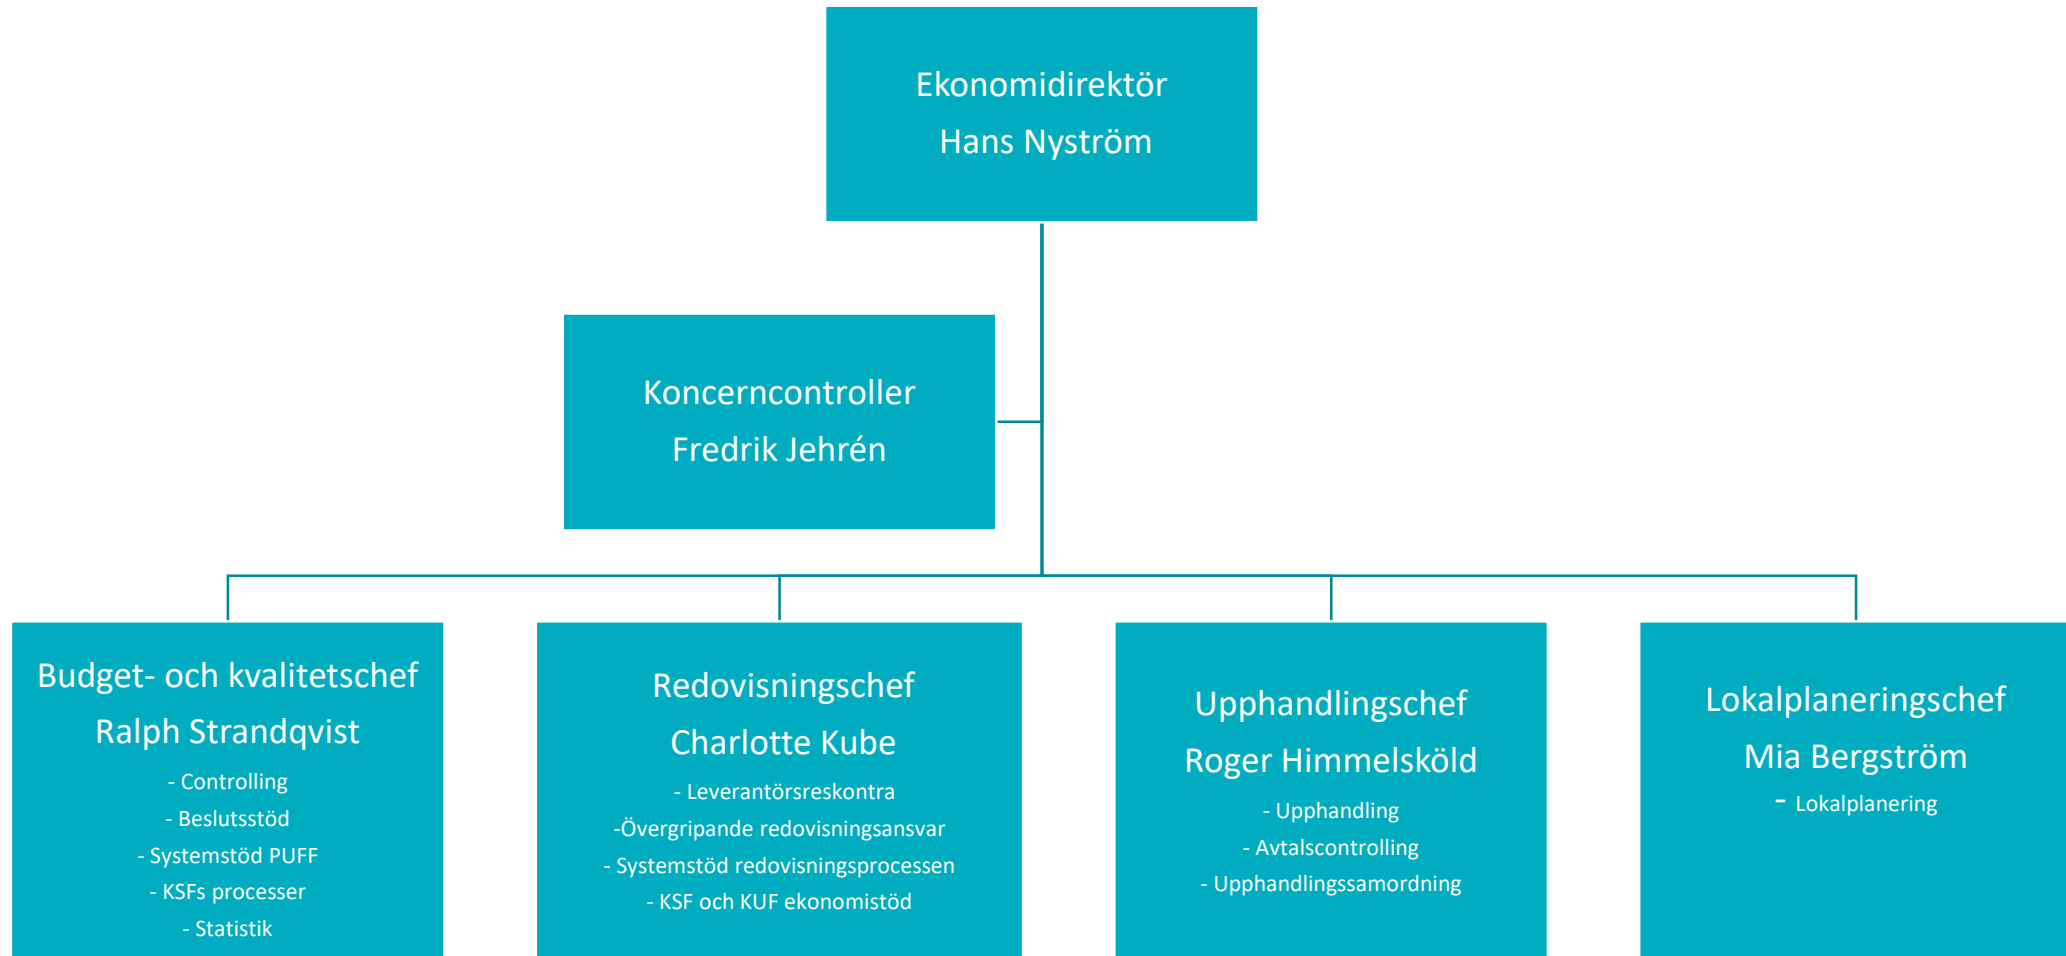 Ekonomidirektör
Hans Nyström
Koncerncontroller
Fredrik Jehrén
Budget- och kvalitetschef
Ralph Strandqvist
- Controlling
- Beslutsstöd
- Systemstöd PUFF
- KSFs processer
- Statistik
Redovisningschef
Charlotte Kube
- Leverantörsreskontra
-Övergripande redovisningsansvar
- Systemstöd redovisningsprocessen
- KSF och KUF ekonomistöd
Upphandlingschef
Roger Himmelsköld
- Upphandling
- Avtalscontrolling
- Upphandlingssamordning
Lokalplaneringschef
Mia Bergström
- Lokalplanering